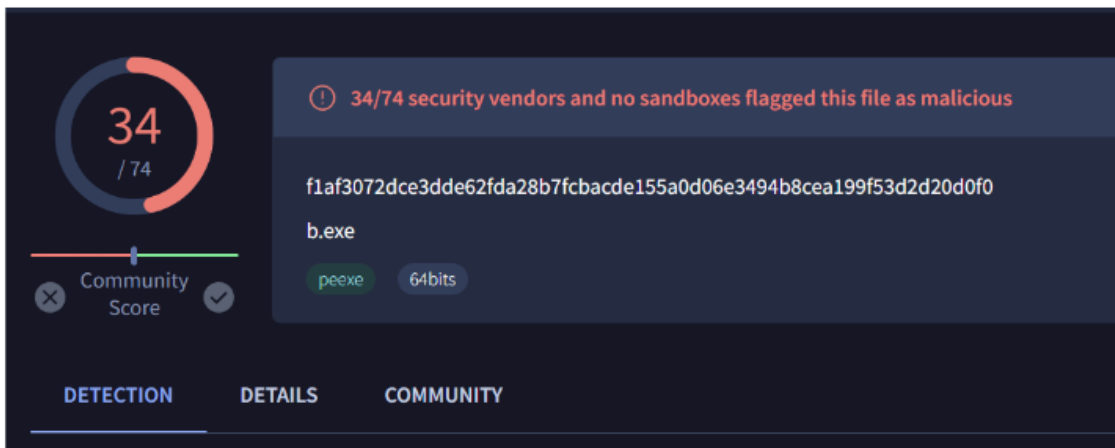 34
/ 74
Community
Score
34/74 security vendors and no sandboxes flagged this file as malicious
f1af3072dce3dde62fda28b7fcbacde155a0d06e3494b8cea199f53d2d20d0f0
b.exe
peexe 64bits
DETECTION DETAILS COMMUNITY